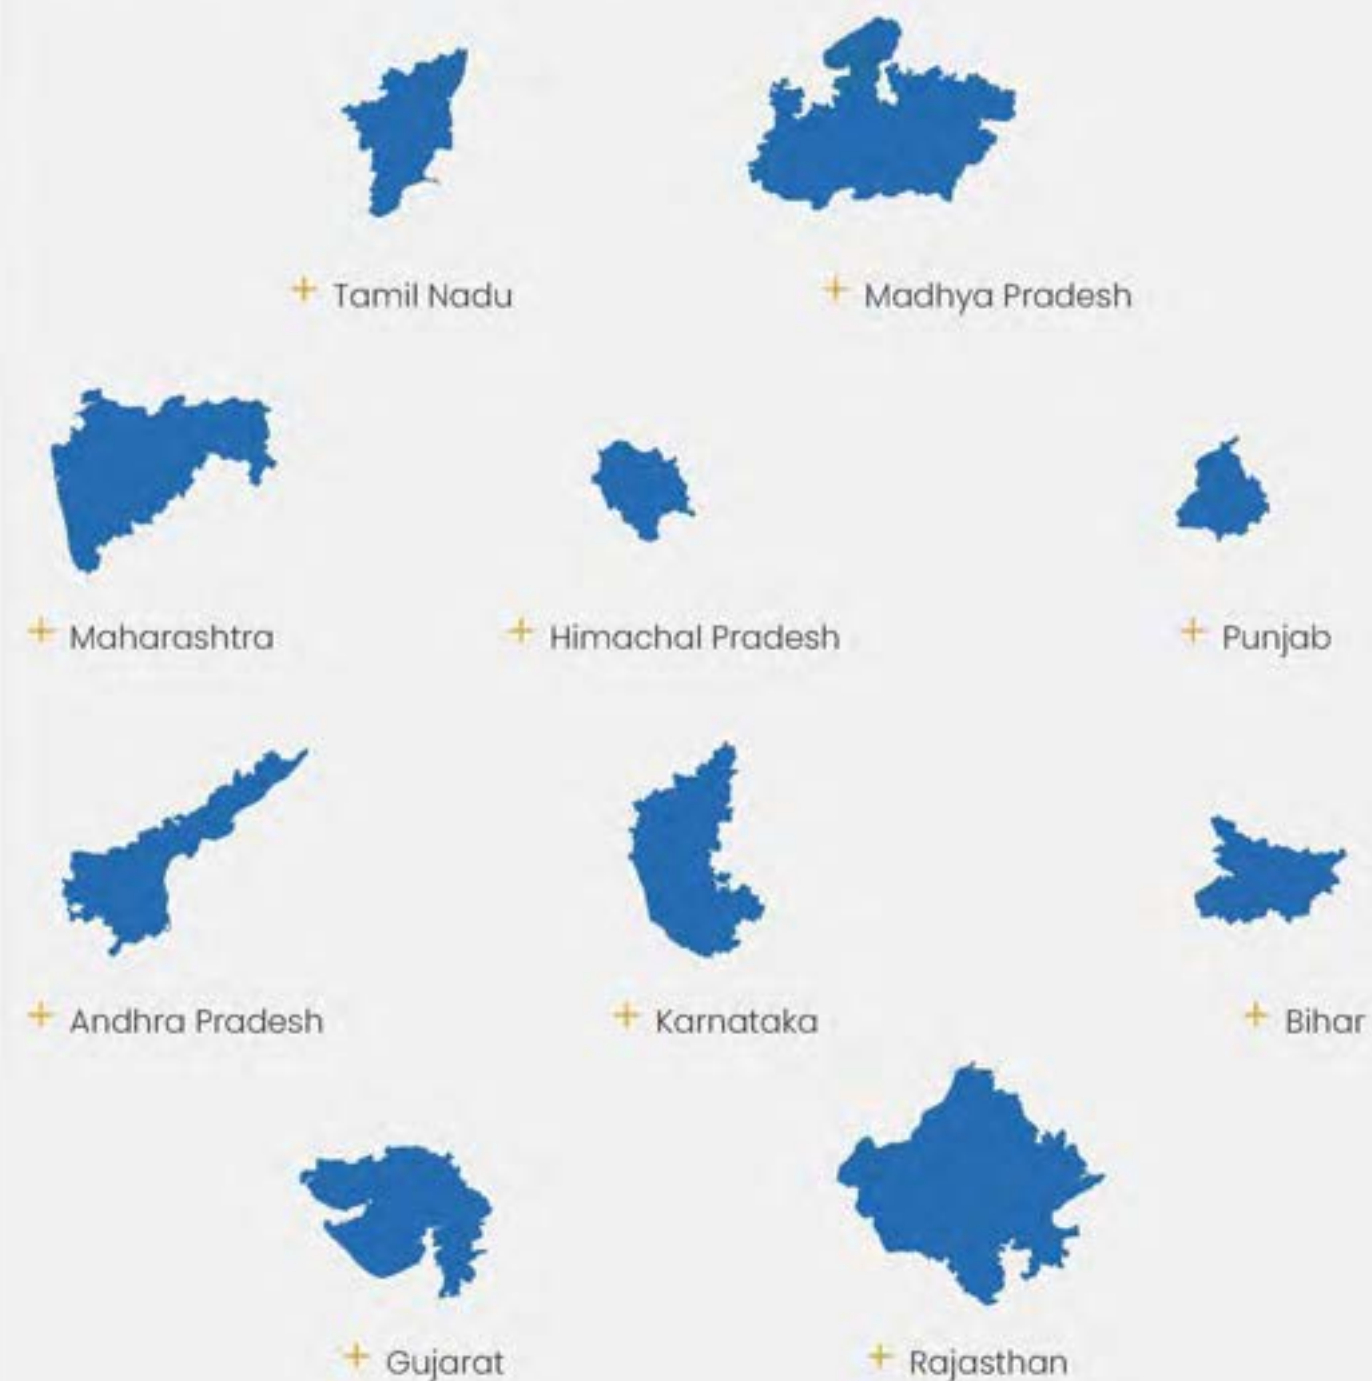 + Tamil Nadu
+ Madhya Pradesh
+ Maharashtra
+ Himachal Pradesh
+ Punjab
+ Andhra Pradesh
+ Karnataka
+ Bihar
+ Gujarat
+ Rajasthan